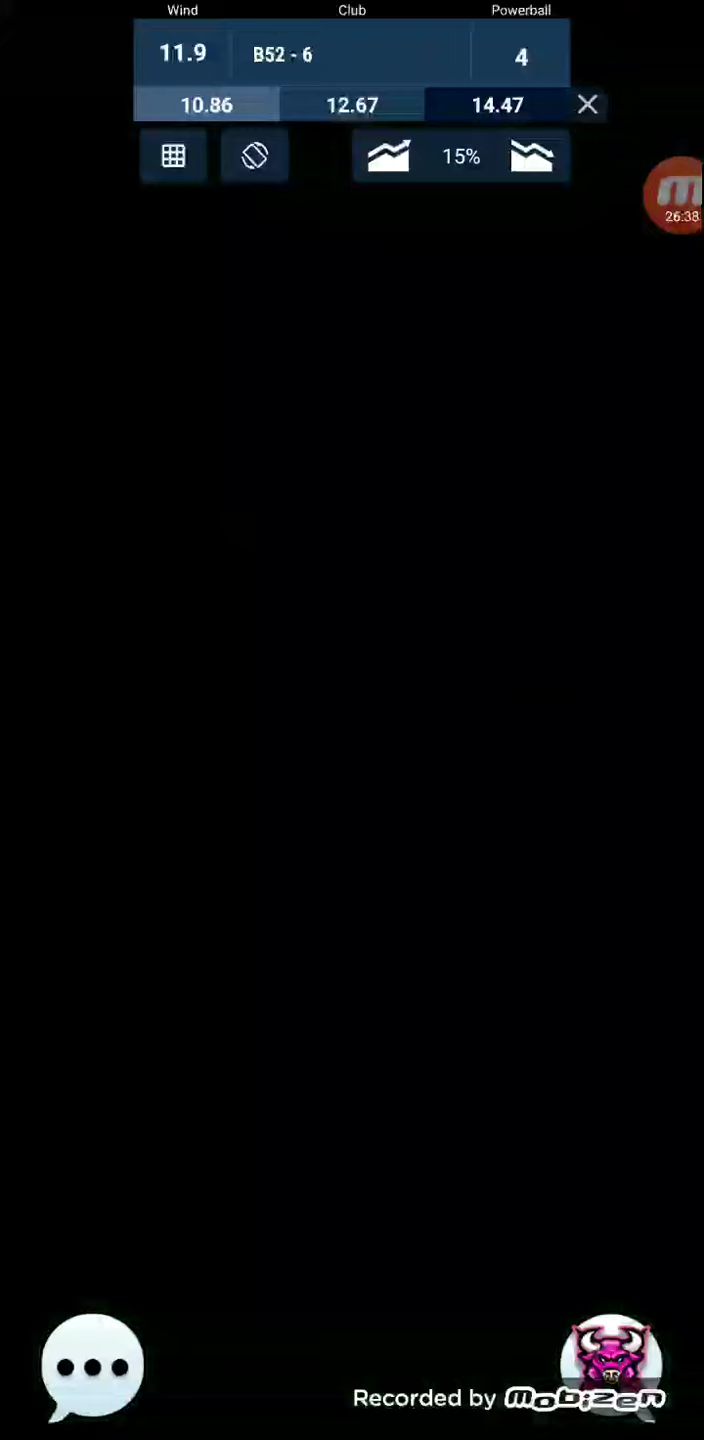 Wind Club Powerball
11.9 B52 - 6 4
10.86 12.67 14.47
15%
26:38
Recorded by Mobizen